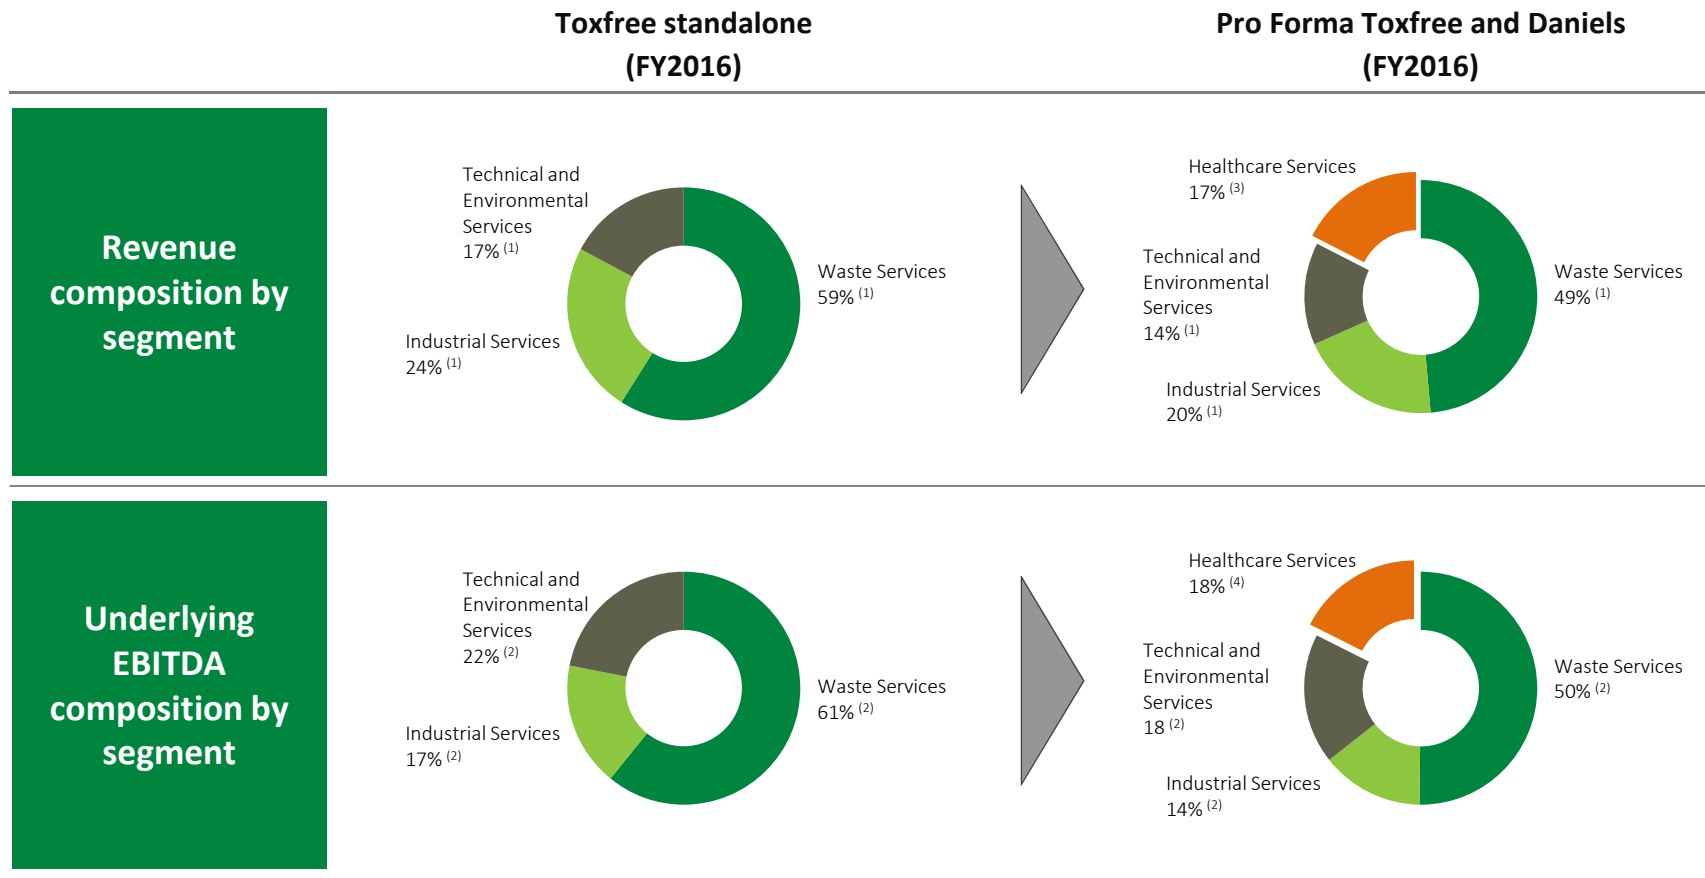 Toxfree standalone
(FY2016)
Pro Forma Toxfree and Daniels
(FY2016)
Revenue
composition by
segment
Technical and
Environmental
Services
17% (1)
Industrial Services
24% (1)
Waste Services
59% (1)
Healthcare Services
17% (3)
Technical and
Environmental
Services
14% (1)
Industrial Services
20% (1)
Waste Services
49% (1)
Underlying
EBITDA
composition by
segment
Technical and
Environmental
Services
22% (2)
Industrial Services
17% (2)
Waste Services
61% (2)
Healthcare Services
18% (4)
Technical and
Environmental
Services
18 (2)
Industrial Services
14% (2)
Waste Services
50% (2)